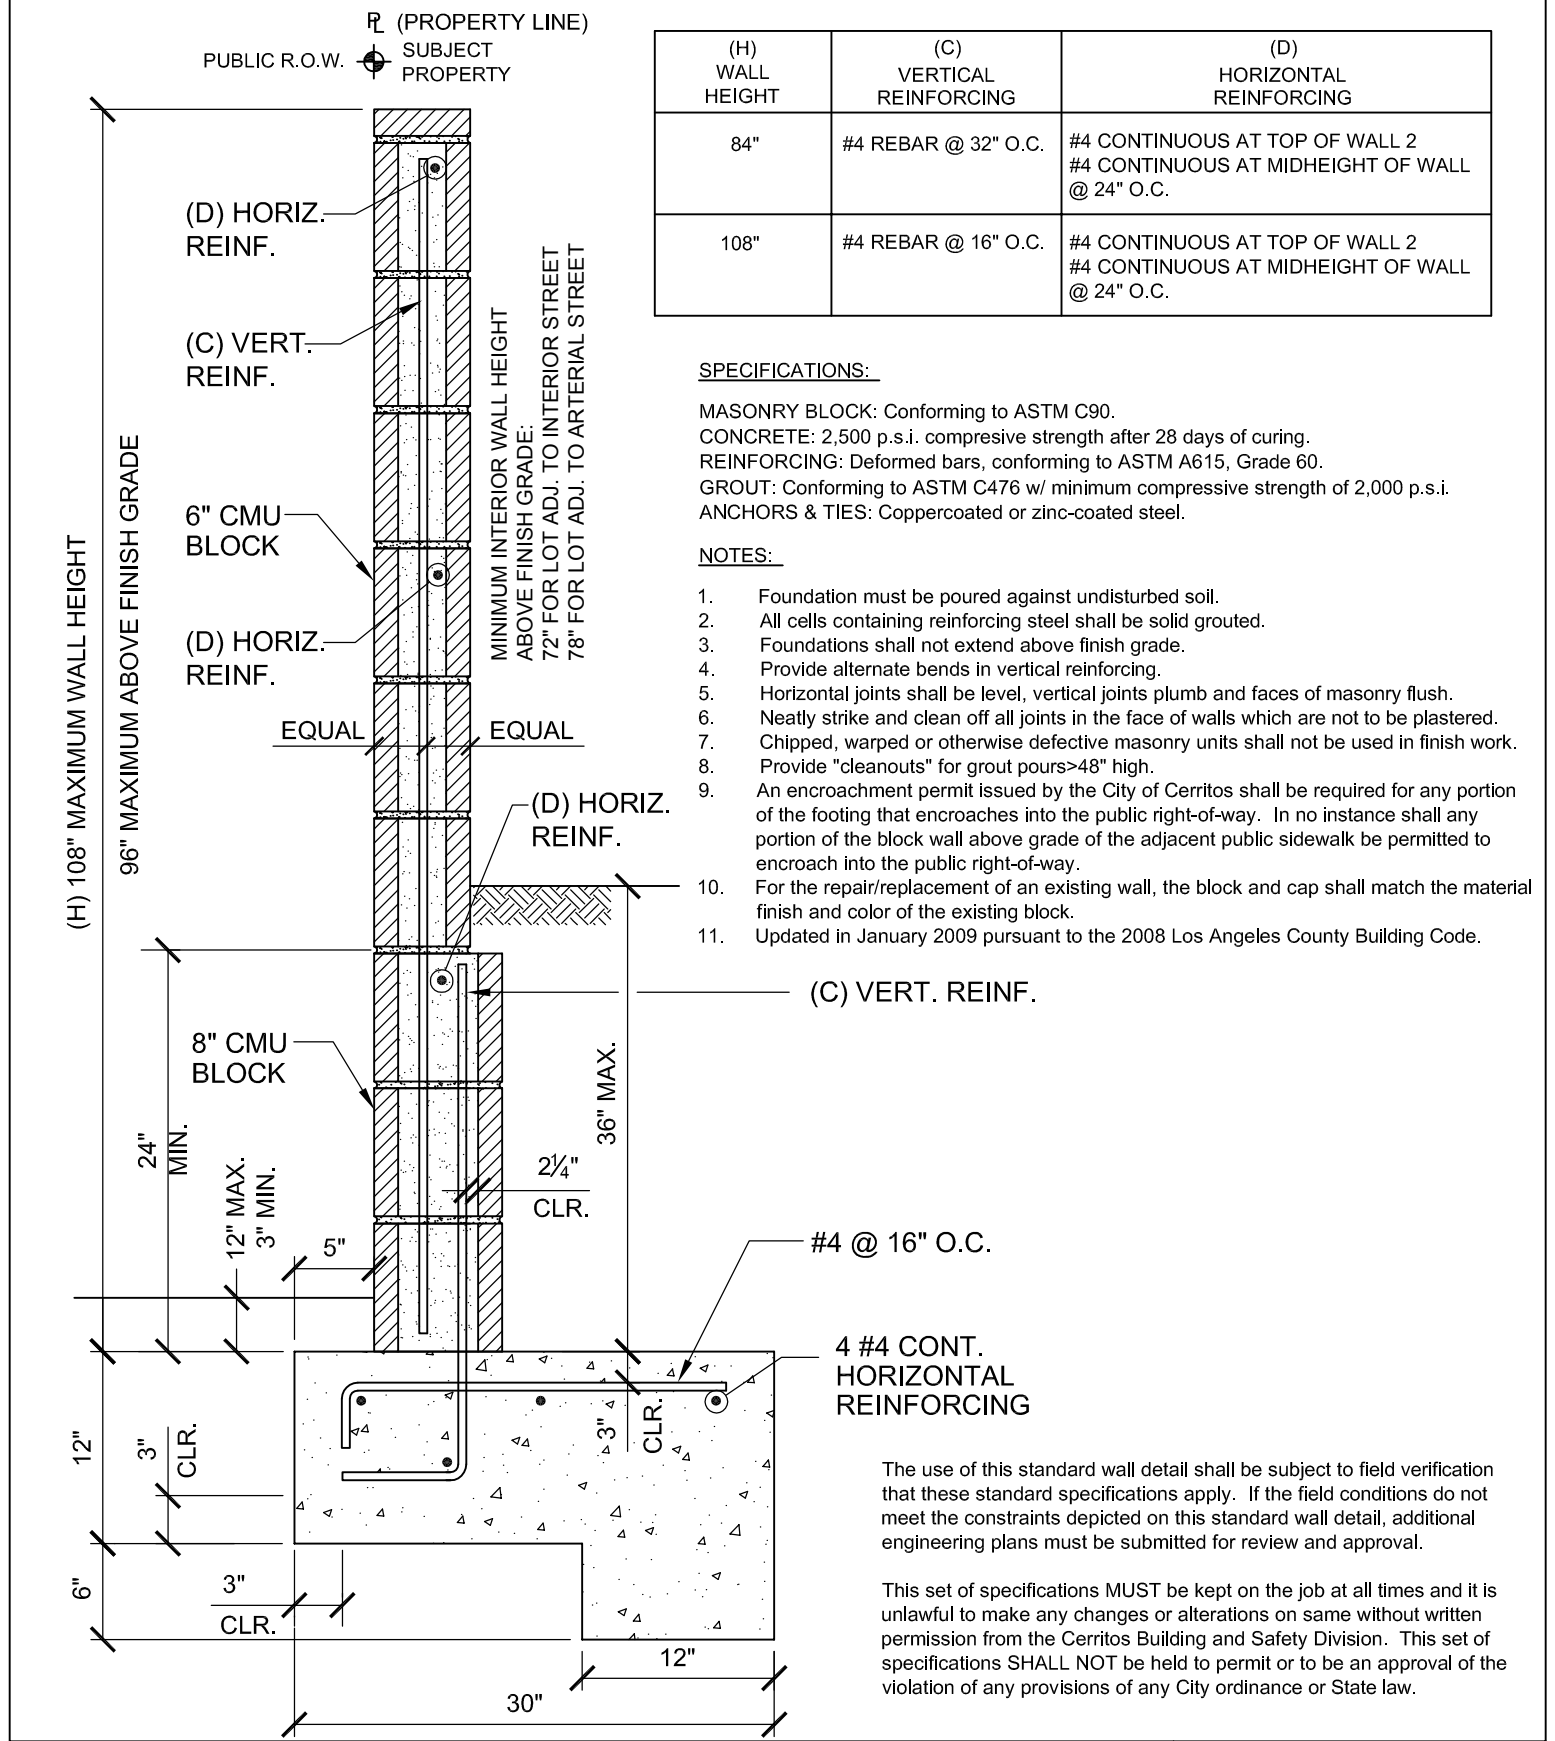 PL (PROPERTY LINE)
PUBLIC R.O.W.
SUBJECT
PROPERTY
(H)
WALL
HEIGHT
(C)
VERTICAL
REINFORCING
(D)
HORIZONTAL
REINFORCING
84"
#4 REBAR @ 32" O.C.
#4 CONTINUOUS AT TOP OF WALL 2
#4 CONTINUOUS AT MIDHEIGHT OF WALL
@ 24" O.C.
108"
#4 REBAR @ 16" O.C.
#4 CONTINUOUS AT TOP OF WALL 2
#4 CONTINUOUS AT MIDHEIGHT OF WALL
@ 24" O.C.
(D) HORIZ.
REINF.
(C) VERT.
REINF.
6" CMU
BLOCK
(D) HORIZ.
REINF.
(H) 108" MAXIMUM WALL HEIGHT
96" MAXIMUM ABOVE FINISH GRADE
MINIMUM INTERIOR WALL HEIGHT
ABOVE FINISH GRADE:
72" FOR LOT ADJ. TO INTERIOR STREET
78" FOR LOT ADJ. TO ARTERIAL STREET
EQUAL
EQUAL
(D) HORIZ.
REINF.
SPECIFICATIONS:
MASONRY BLOCK: Conforming to ASTM C90.
CONCRETE: 2,500 p.s.i. compresive strength after 28 days of curing.
REINFORCING: Deformed bars, conforming to ASTM A615, Grade 60.
GROUT: Conforming to ASTM C476 w/ minimum compressive strength of 2,000 p.s.i.
ANCHORS & TIES: Coppercoated or zinc-coated steel.
NOTES:
1. Foundation must be poured against undisturbed soil.
2. All cells containing reinforcing steel shall be solid grouted.
3. Foundations shall not extend above finish grade.
4. Provide alternate bends in vertical reinforcing.
5. Horizontal joints shall be level, vertical joints plumb and faces of masonry flush.
6. Neatly strike and clean off all joints in the face of walls which are not to be plastered.
7. Chipped, warped or otherwise defective masonry units shall not be used in finish work.
8. Provide "cleanouts" for grout pours>48" high.
9. An encroachment permit issued by the City of Cerritos shall be required for any portion
of the footing that encroaches into the public right-of-way. In no instance shall any
portion of the block wall above grade of the adjacent public sidewalk be permitted to
encroach into the public right-of-way.
10. For the repair/replacement of an existing wall, the block and cap shall match the material
finish and color of the existing block.
11. Updated in January 2009 pursuant to the 2008 Los Angeles County Building Code.
(C) VERT. REINF.
8" CMU
BLOCK
24"
MIN.
12" MAX.
3" MIN.
5"
36" MAX.
2¼"
CLR.
#4 @ 16" O.C.
4 #4 CONT.
HORIZONTAL
REINFORCING
12"
3"
CLR.
3"
CLR.
6"
3"
CLR.
12"
30"
The use of this standard wall detail shall be subject to field verification
that these standard specifications apply. If the field conditions do not
meet the constraints depicted on this standard wall detail, additional
engineering plans must be submitted for review and approval.
This set of specifications MUST be kept on the job at all times and it is
unlawful to make any changes or alterations on same without written
permission from the Cerritos Building and Safety Division. This set of
specifications SHALL NOT be held to permit or to be an approval of the
violation of any provisions of any City ordinance or State law.